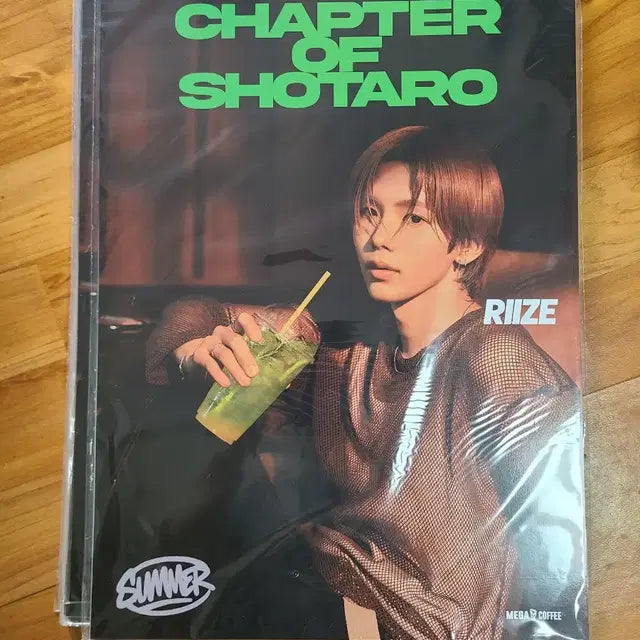 CHAPTER
OF
SHOTARO
RIIZE
SUMMER
MEGA COFFEE